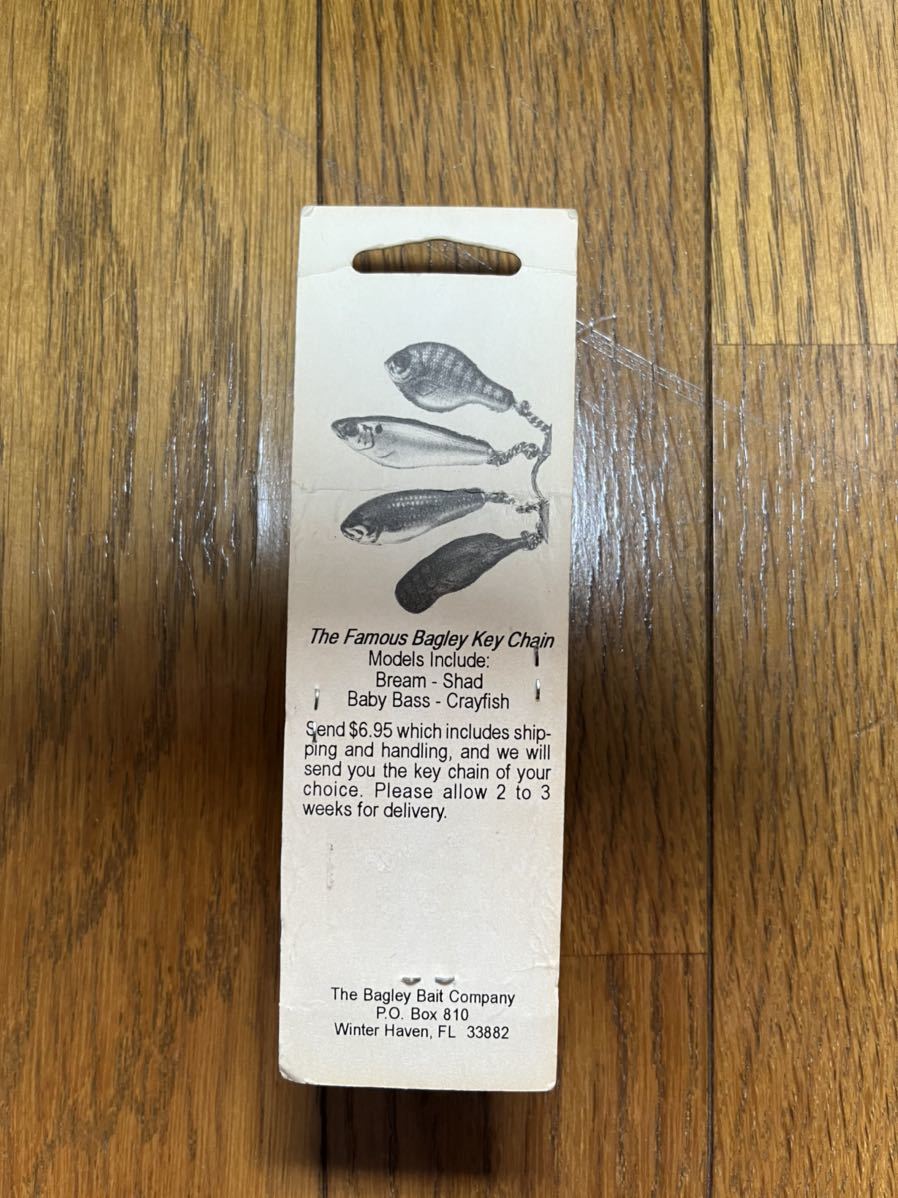 The Famous Bagley Key Chain
Models Include:
Bream - Shad
Baby Bass - Crayfish
Send $6.95 which includes ship-
ping and handling, and we will
send you the key chain of your
choice. Please allow 2 to 3
weeks for delivery.
The Bagley Bait Company
P.O. Box 810
Winter Haven, FL 33882